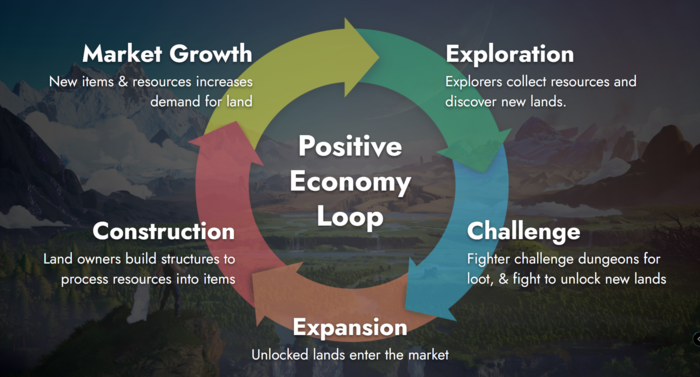 Market Growth
New items & resources increases
demand for land
Exploration
Explorers collect resources and
discover new lands.
Positive
Economy
Loop
Construction
Land owners build structures to
process resources into items
Challenge
Fighter challenge dungeons for
loot, & fight to unlock new lands
Expansion
Unlocked lands enter the market